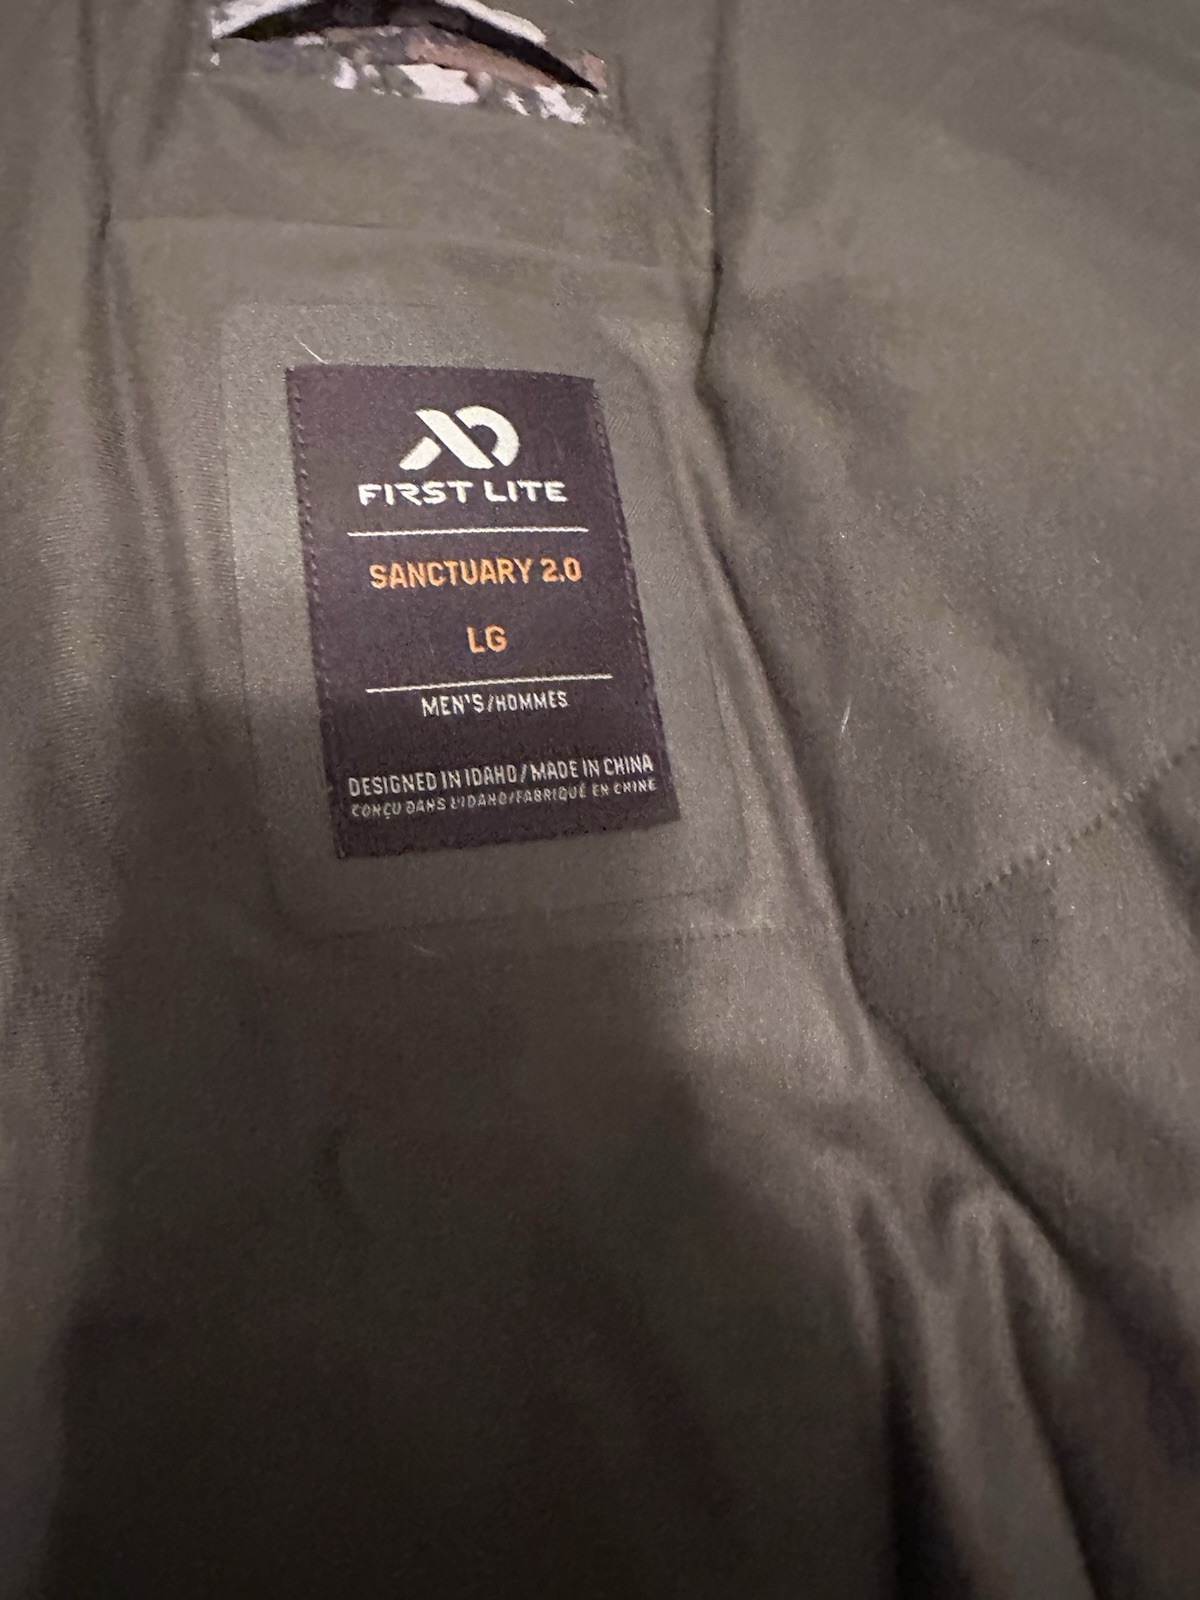 FIRST LITE
SANCTUARY 2.0
LG
MEN'S/HOMMES
DESIGNED IN IDAHO/MADE IN CHINA
CONÇU DANS L'IDAHO/FABRIQUÉ EN CHINE